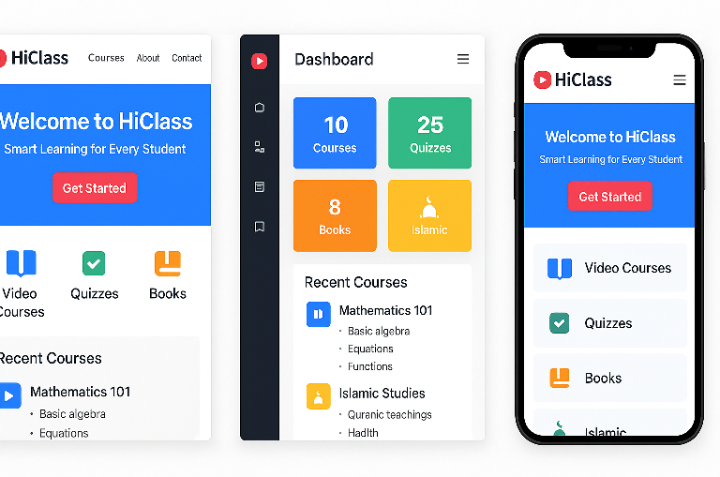 HiClass
Courses About Contact
Welcome to HiClass
Smart Learning for Every Student
Get Started
Video
Courses
Quizzes
Books
Recent Courses
Mathematics 101
• Basic algebra
• Equations
Dashboard
10
Courses
25
Quizzes
8
Books
Islamic
Recent Courses
Mathematics 101
• Basic algebra
• Equations
• Functions
Islamic Studies
• Quranic teachings
• Hadlth
HiClass
Welcome to HiClass
Smart Learning for Every Student
Get Started
Video Courses
Quizzes
Books
Islamic